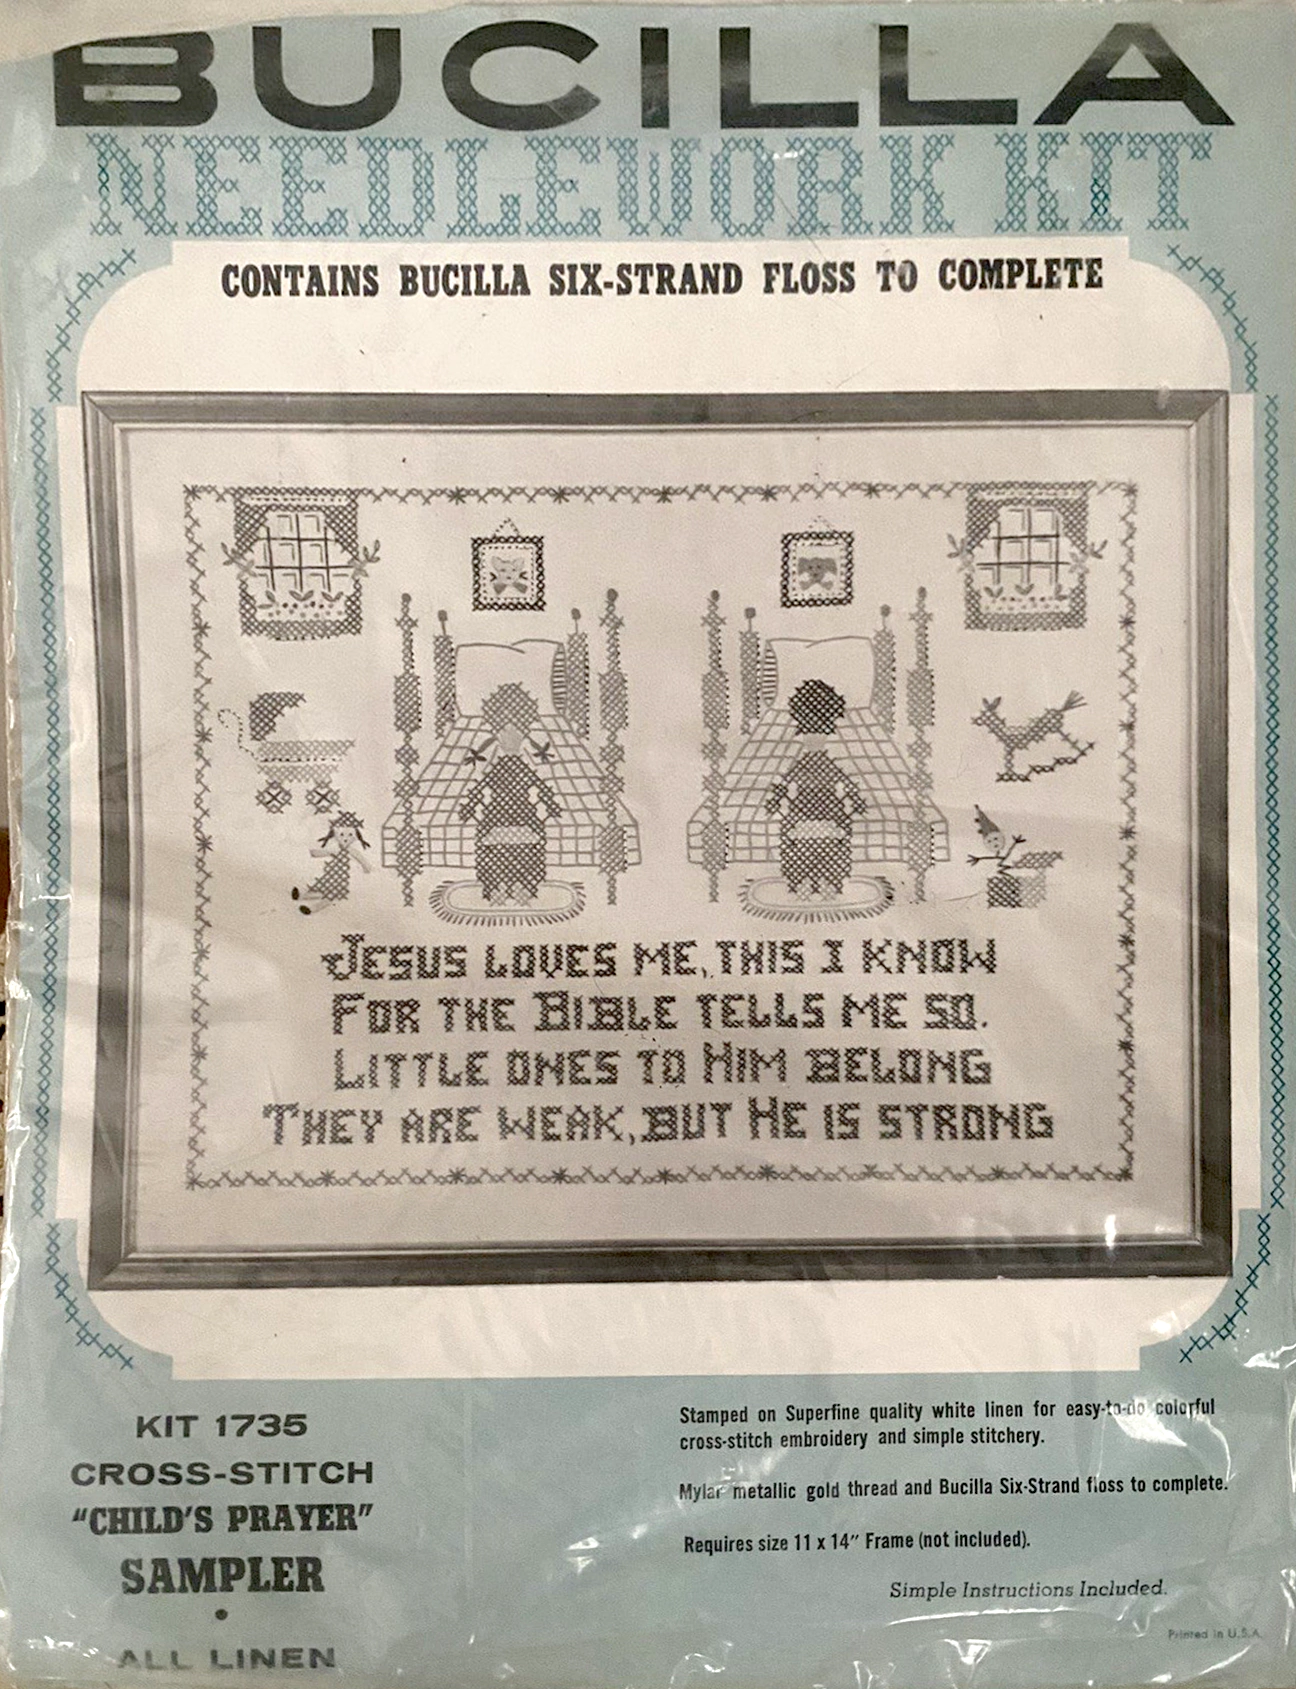 BUCILLA
NEEDLEWORK KIT
CONTAINS BUCILLA SIX-STRAND FLOSS TO COMPLETE
JESUS LOVES ME, THIS I KNOW
FOR THE BIBLE TELLS ME SO.
LITTLE ONES TO HIM BELONG
THEY ARE WEAK, BUT HE IS STRONG
KIT 1735
CROSS-STITCH
"CHILD'S PRAYER"
SAMPLER
•
ALL LINEN
Stamped on Superfine quality white linen for easy-to-do colorful
cross-stitch embroidery and simple stitchery.
Mylar metallic gold thread and Bucilla Six-Strand floss to complete.
Requires size 11 x 14" Frame (not included).
Simple Instructions Included.
Printed in U.S.A.